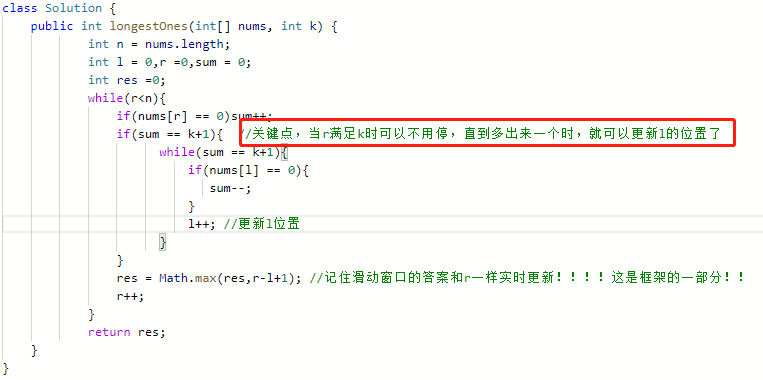 class Solution {
    public int longestOnes(int[] nums, int k) {
        int n = nums.length;
        int l = 0,r =0,sum = 0;
        int res =0;
        while(r<n){
            if(nums[r] == 0)sum++;
            if(sum == k+1){  //关键点，当r满足k时可以不用停，直到多出来一个时，就可以更新l的位置了
                while(sum == k+1){
                    if(nums[l] == 0){
                        sum--;
                    }
                    l++; //更新l位置
                }
            }
            res = Math.max(res,r-l+1); //记住滑动窗口的答案和r一样实时更新！！！！这是框架的一部分！！
            r++;
        }
        return res;
    }
}